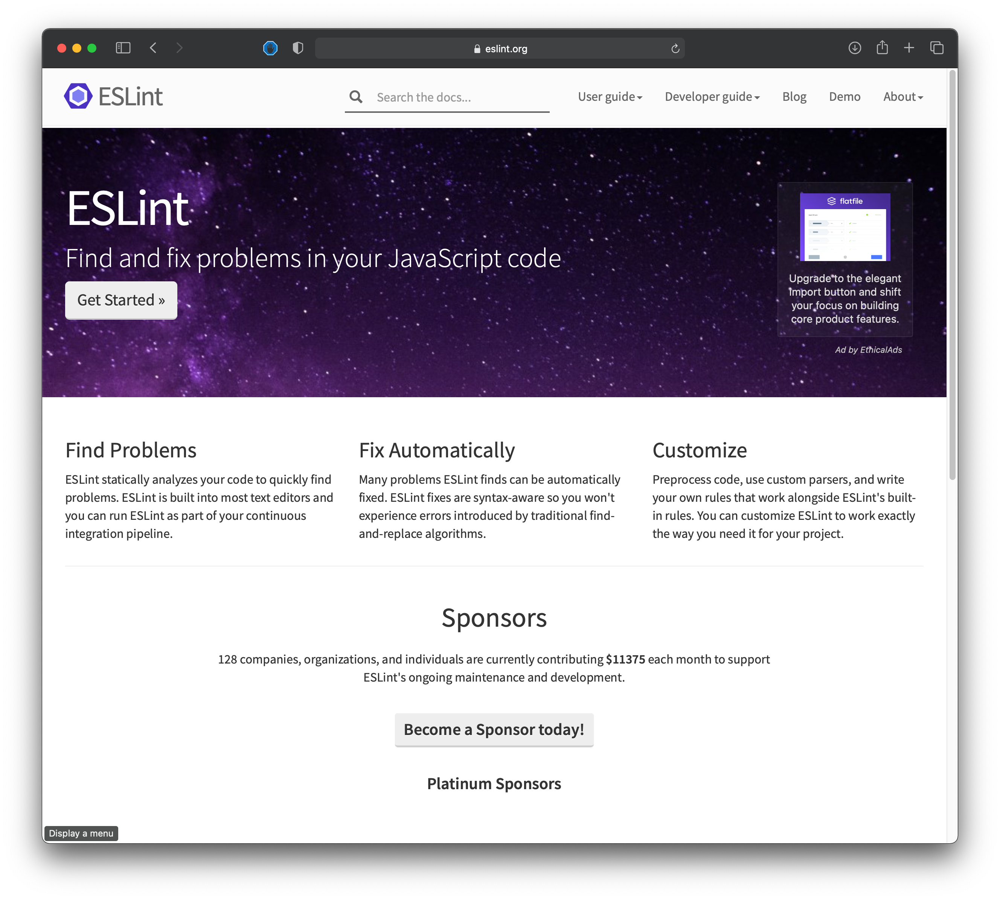 eslint.org
ESLint
Search the docs...
User guide
Developer guide
Blog
Demo
About
ESLint
Find and fix problems in your JavaScript code
Get Started »
flatfile
Upgrade to the elegant
Import button and shift
your focus on building
core product features.
Ad by EthicalAds
Find Problems
ESLint statically analyzes your code to quickly find
problems. ESLint is built into most text editors and
you can run ESLint as part of your continuous
integration pipeline.
Fix Automatically
Many problems ESLint finds can be automatically
fixed. ESLint fixes are syntax-aware so you won't
experience errors introduced by traditional find-
and-replace algorithms.
Customize
Preprocess code, use custom parsers, and write
your own rules that work alongside ESLint's built-
in rules. You can customize ESLint to work exactly
the way you need it for your project.
Sponsors
128 companies, organizations, and individuals are currently contributing $11375 each month to support
ESLint's ongoing maintenance and development.
Become a Sponsor today!
Platinum Sponsors
Display a menu